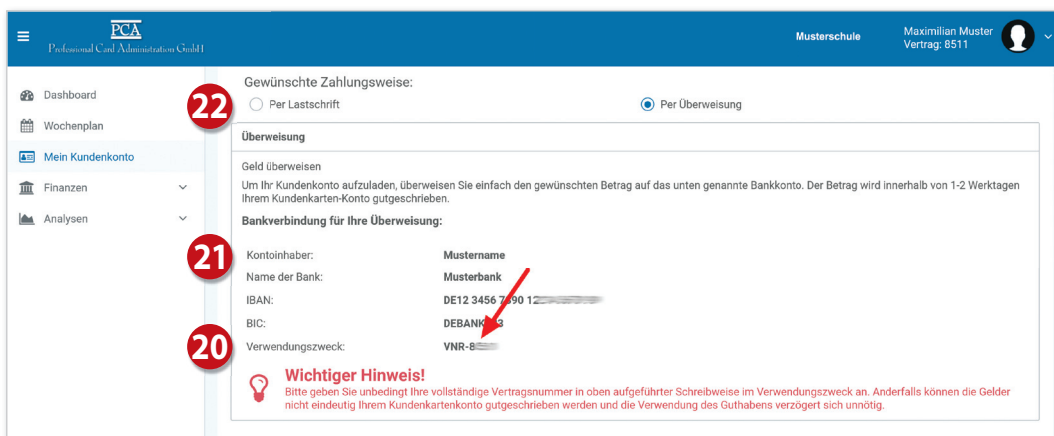 PCA
Professional Card Administration GmbH
Musterschule
Maximilian Muster
Vertrag: 8511
Dashboard
Wochenplan
Mein Kundenkonto
Finanzen
Analysen
Gewünschte Zahlungsweise:
22
Per Lastschrift
Per Überweisung
Überweisung
Geld überweisen
Um Ihr Kundenkonto aufzuladen, überweisen Sie einfach den gewünschten Betrag auf das unten genannte Bankkonto. Der Betrag wird innerhalb von 1-2 Werktagen
Ihrem Kundenkarten-Konto gutgeschrieben.
Bankverbindung für Ihre Überweisung:
21
Kontoinhaber: Mustername
Name der Bank: Musterbank
IBAN: DE12 3456
BIC:
20
Verwendungszweck: VNR-8
Wichtiger Hinweis!
Bitte geben Sie unbedingt Ihre vollständige Vertragsnummer in oben aufgeführter Schreibweise im Verwendungszweck an. Anderfalls können die Gelder
nicht eindeutig Ihrem Kundenkartenkonto gutgeschrieben werden und die Verwendung des Guthabens verzögert sich unnötig.